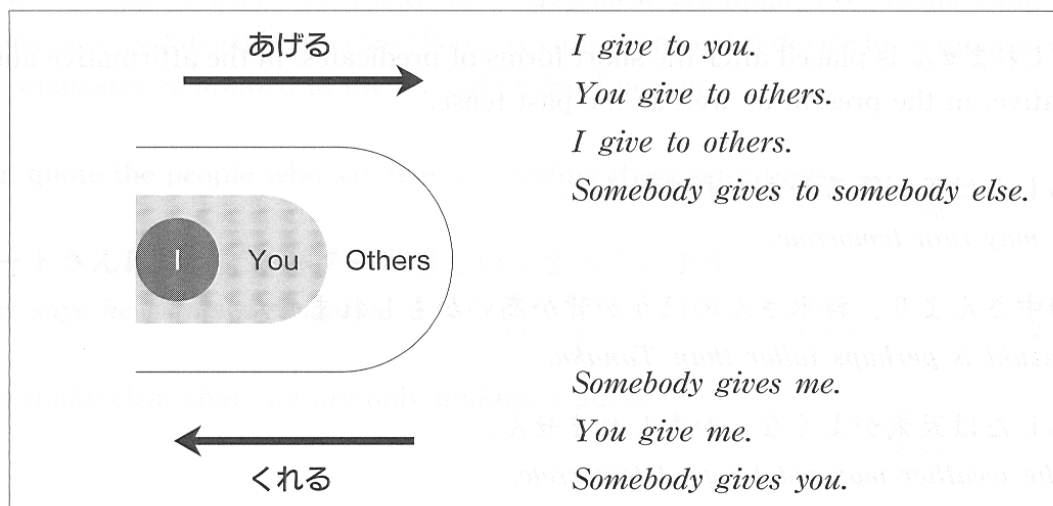 あげる
I give to you.
You give to others.
I give to others.
Somebody gives to somebody else.
I You Others
Somebody gives me.
You give me.
くれる
Somebody gives you.